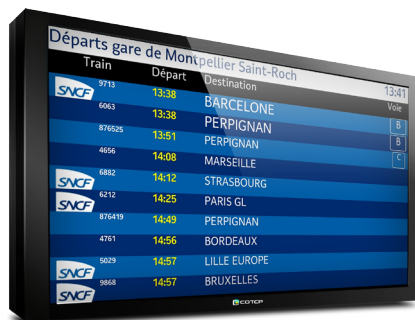 Départs gare de Montpellier Saint-Roch 13:41
Train Départ Destination Voie
SNCF 9713 13:38 BARCELONE B
6063 13:38 PERPIGNAN B
876525 13:51 PERPIGNAN C
4656 14:08 MARSEILLE
SNCF 6882 14:12 STRASBOURG
SNCF 6212 14:25 PARIS GL
876419 14:49 PERPIGNAN
4761 14:56 BORDEAUX
SNCF 5029 14:57 LILLE EUROPE
SNCF 9868 14:57 BRUXELLES